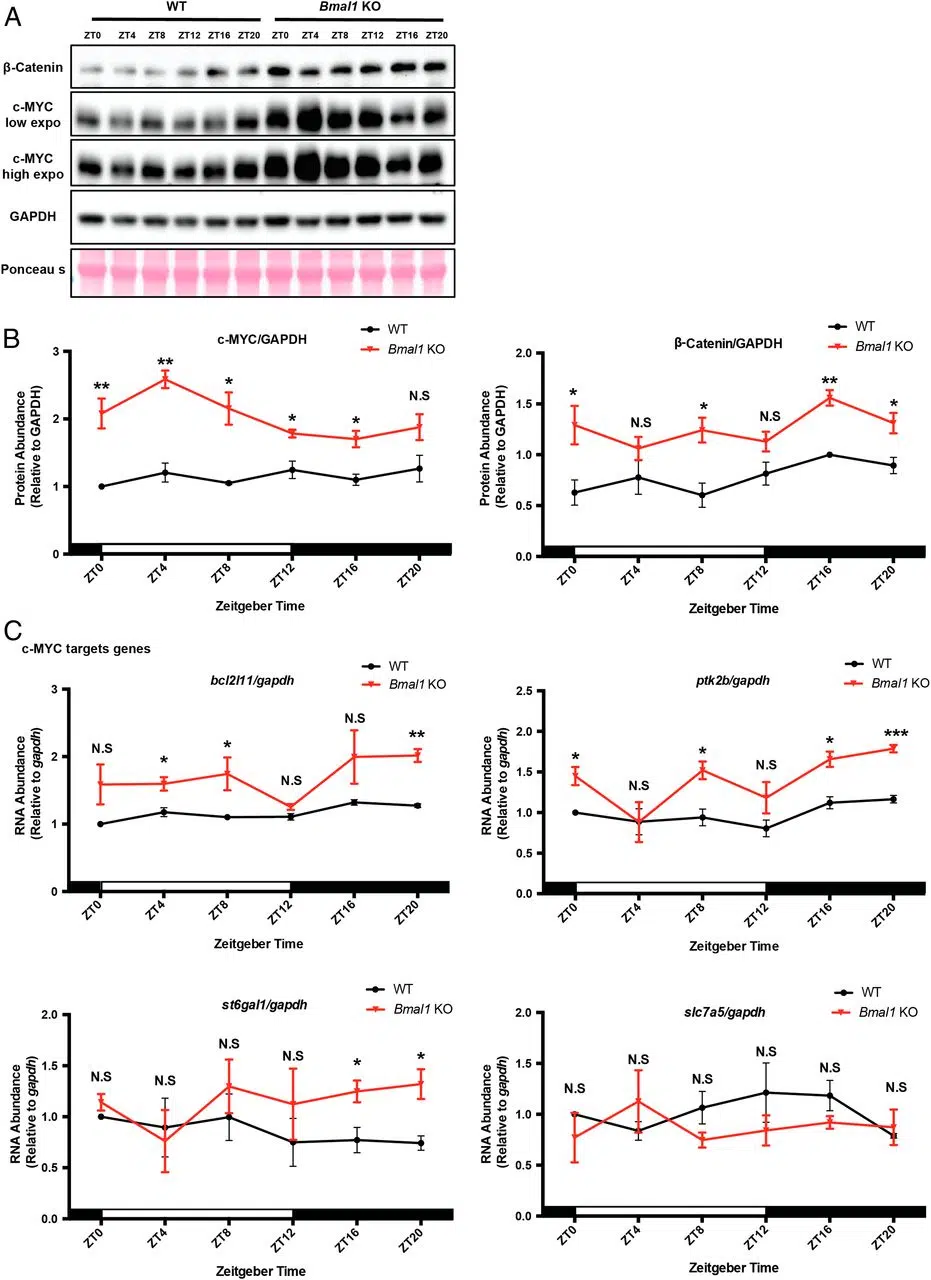 A
WT Bmal1 KO
ZT0 ZT4 ZT8 ZT12 ZT16 ZT20 ZT0 ZT4 ZT8 ZT12 ZT16 ZT20
β-Catenin
c-MYC
low expo
c-MYC
high expo
GAPDH
Ponceau s
B
c-MYC/GAPDH
WT
Bmal1 KO
Protein Abundance
(Relative to GAPDH)
3
2
1
0
** ** * * * N.S
ZT0 ZT4 ZT8 ZT12 ZT16 ZT20
Zeitgeber Time
β-Catenin/GAPDH
WT
Bmal1 KO
Protein Abundance
(Relative to GAPDH)
2.0
1.5
1.0
0.5
0.0
* N.S * N.S ** *
ZT0 ZT4 ZT8 ZT12 ZT16 ZT20
Zeitgeber Time
C
c-MYC targets genes
bcl2l11/gapdh
WT
Bmal1 KO
RNA Abundance
(Relative to gapdh)
3
2
1
0
N.S * * N.S N.S **
ZT0 ZT4 ZT8 ZT12 ZT16 ZT20
Zeitgeber Time
ptk2b/gapdh
WT
Bmal1 KO
RNA Abundance
(Relative to gapdh)
2.5
2.0
1.5
1.0
0.5
0.0
* N.S * N.S * ***
ZT0 ZT4 ZT8 ZT12 ZT16 ZT20
Zeitgeber Time
st6gal1/gapdh
WT
Bmal1 KO
RNA Abundance
(Relative to gapdh)
2.0
1.5
1.0
0.5
0.0
N.S N.S N.S N.S * *
ZT0 ZT4 ZT8 ZT12 ZT16 ZT20
Zeitgeber Time
slc7a5/gapdh
WT
Bmal1 KO
RNA Abundance
(Relative to gapdh)
2.0
1.5
1.0
0.5
0.0
N.S N.S N.S N.S N.S N.S
ZT0 ZT4 ZT8 ZT12 ZT16 ZT20
Zeitgeber Time